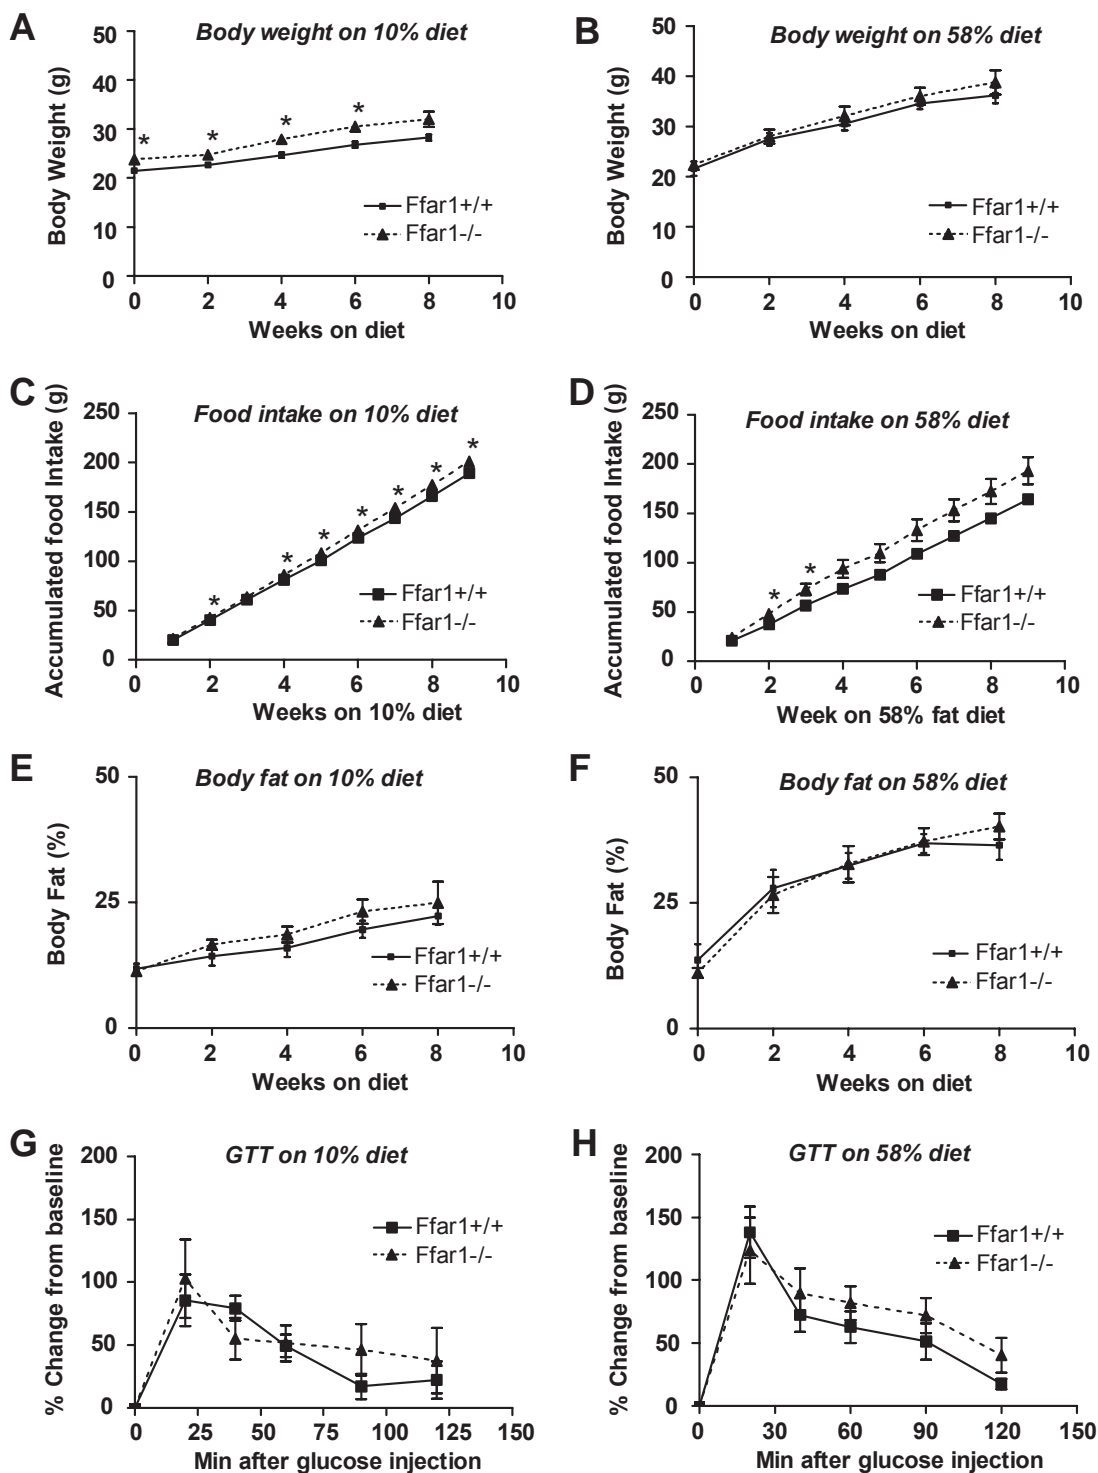 A
Body weight on 10% diet
Body Weight (g)
50
40
30
20
10
0
* * * * 
Ffar1+/+
Ffar1-/-
0 2 4 6 8 10
Weeks on diet
B
Body weight on 58% diet
Body Weight (g)
50
40
30
20
10
0
Ffar1+/+
Ffar1-/-
0 2 4 6 8 10
Weeks on diet
C
Food intake on 10% diet
Accumulated food Intake (g)
250
200
150
100
50
0
* * * * * * *
Ffar1+/+
Ffar1-/-
0 2 4 6 8 10
Weeks on 10% diet
D
Food intake on 58% diet
Accumulated food Intake (g)
250
200
150
100
50
0
* *
Ffar1+/+
Ffar1-/-
0 2 4 6 8 10
Week on 58% fat diet
E
Body fat on 10% diet
Body Fat (%)
50
25
0
Ffar1+/+
Ffar1-/-
0 2 4 6 8 10
Weeks on diet
F
Body fat on 58% diet
Body Fat (%)
50
25
0
Ffar1+/+
Ffar1-/-
0 2 4 6 8 10
Weeks on diet
G
GTT on 10% diet
% Change from baseline
200
150
100
50
0
Ffar1+/+
Ffar1-/-
0 25 50 75 100 125 150
Min after glucose injection
H
GTT on 58% diet
% Change from baseline
200
150
100
50
0
Ffar1+/+
Ffar1-/-
0 30 60 90 120 150
Min after glucose injection